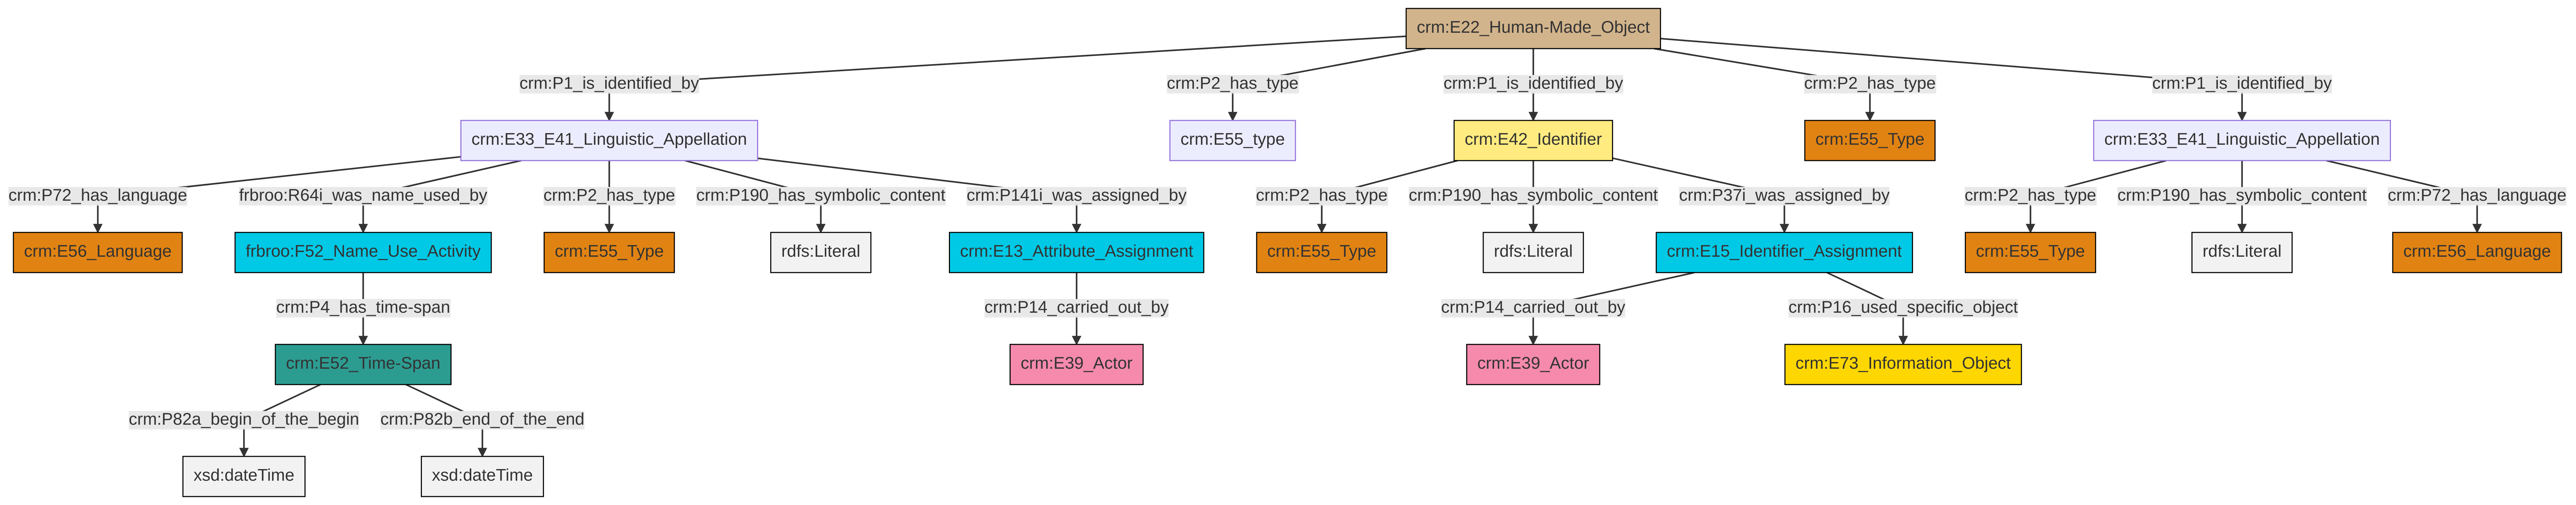 crm:E22_Human-Made_Object
crm:P1_is_identified_by
crm:P2_has_type
crm:P1_is_identified_by
crm:P2_has_type
crm:P1_is_identified_by
crm:E33_E41_Linguistic_Appellation
crm:E55_type
crm:E42_Identifier
crm:E55_Type
crm:E33_E41_Linguistic_Appellation
crm:P72_has_language
frbroo:R64i_was_name_used_by
crm:P2_has_type
crm:P190_has_symbolic_content
crm:P141i_was_assigned_by
crm:P2_has_type
crm:P190_has_symbolic_content
crm:P37i_was_assigned_by
crm:P2_has_type
crm:P190_has_symbolic_content
crm:P72_has_language
crm:E56_Language
frbroo:F52_Name_Use_Activity
crm:E55_Type
rdfs:Literal
crm:E13_Attribute_Assignment
crm:E55_Type
rdfs:Literal
crm:E15_Identifier_Assignment
crm:E55_Type
rdfs:Literal
crm:E56_Language
crm:P4_has_time-span
crm:P14_carried_out_by
crm:P14_carried_out_by
crm:P16_used_specific_object
crm:E52_Time-Span
crm:E39_Actor
crm:E39_Actor
crm:E73_Information_Object
crm:P82a_begin_of_the_begin
crm:P82b_end_of_the_end
xsd:dateTime
xsd:dateTime